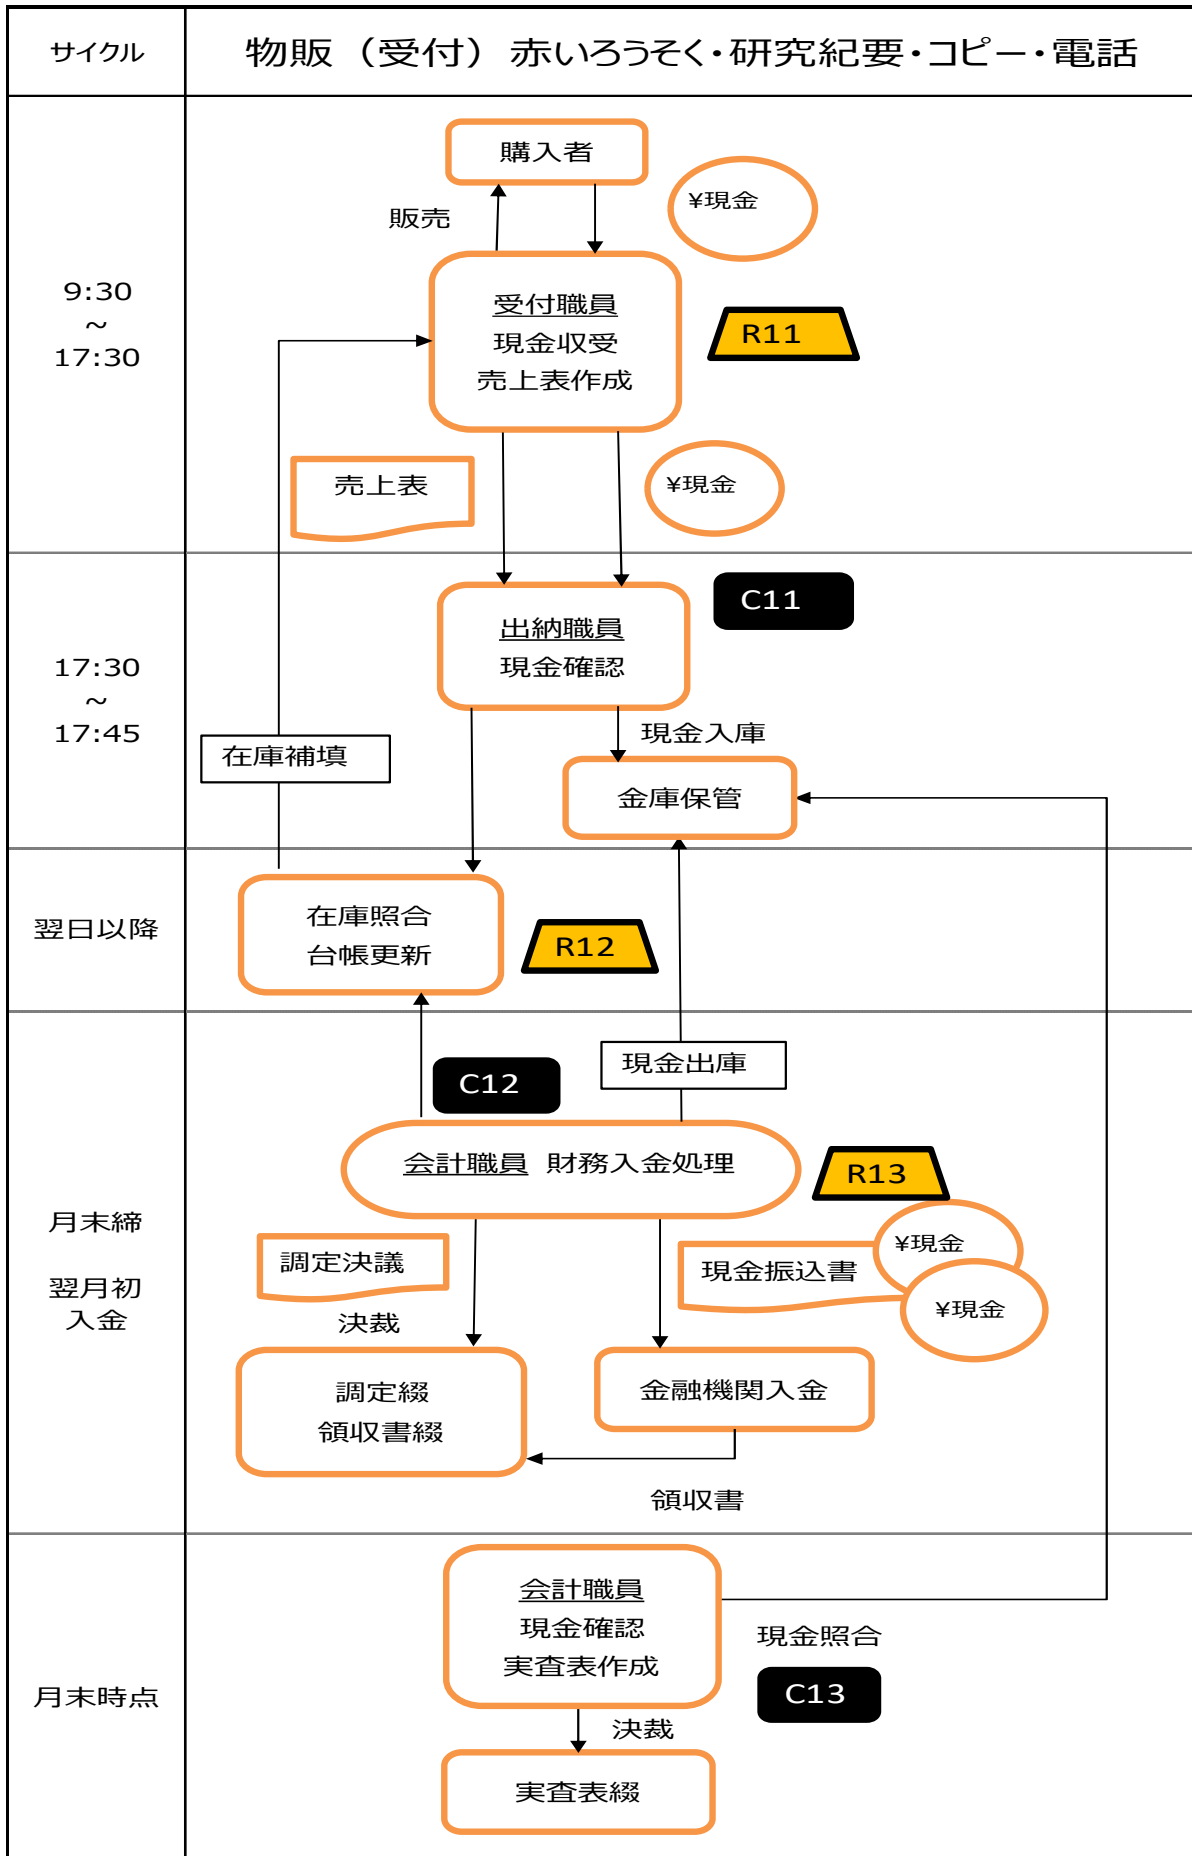 サイクル
物販（受付）赤いろうそく・研究紀要・コピー・電話
9:30
～
17:30
購入者
販売
¥現金
受付職員
現金収受
売上表作成
R11
売上表
¥現金
17:30
～
17:45
C11
出納職員
現金確認
現金入庫
在庫補填
金庫保管
翌日以降
在庫照合
台帳更新
R12
月末締
翌月初
入金
現金出庫
C12
会計職員 財務入金処理
R13
調定決議
現金振込書
¥現金
¥現金
決裁
調定綴
領収書綴
金融機関入金
領収書
月末時点
会計職員
現金確認
実査表作成
現金照合
C13
決裁
実査表綴